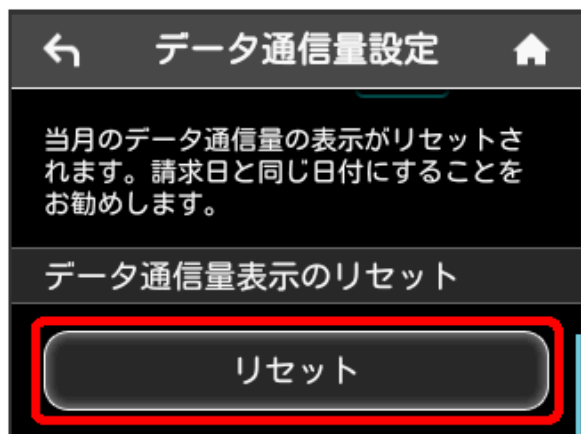 データ通信量設定
当月のデータ通信量の表示がリセットさ
れます。請求日と同じ日付にすることを
お勧めします。
データ通信量表示のリセット
リセット